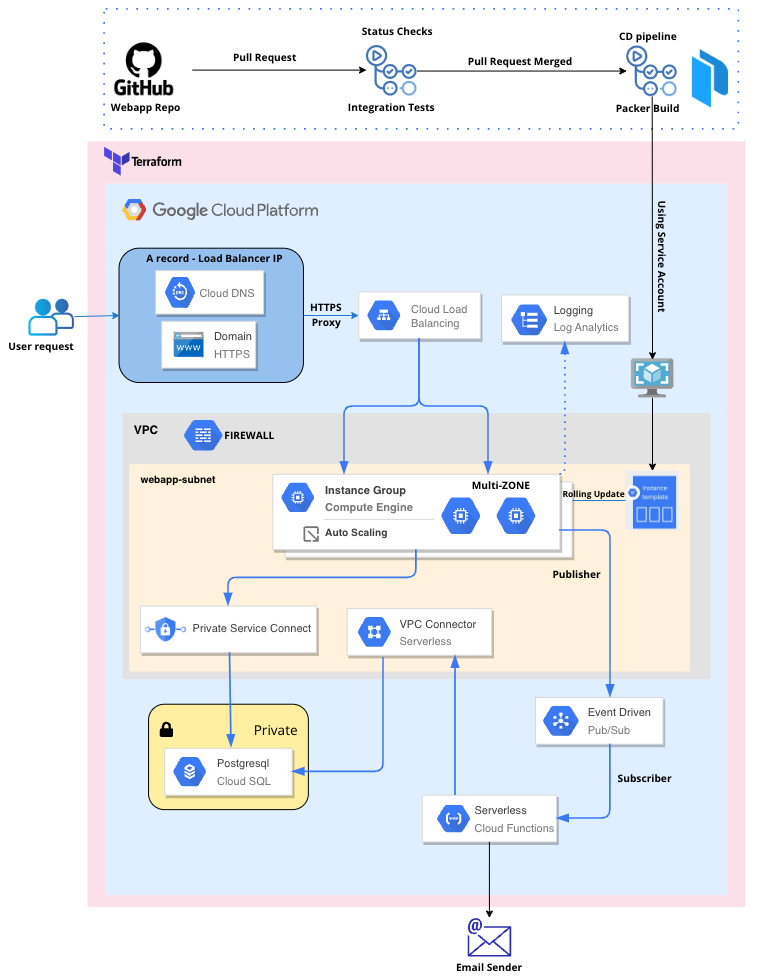 Status Checks
CD pipeline
Pull Request
Pull Request Merged
GitHub
Webapp Repo
Integration Tests
Packer Build
Terraform
Google Cloud Platform
Using Service Account
A record - Load Balancer IP
DNS
Cloud DNS
HTTPS
Proxy
Cloud Load
Balancing
Logging
Log Analytics
www
Domain
HTTPS
User request
VPC
FIREWALL
webapp-subnet
Instance Group
Compute Engine
Multi-ZONE
Auto Scaling
Rolling Update
Instance
template
Publisher
Private Service Connect
VPC Connector
Serverless
Private
Postgresql
Cloud SQL
Event Driven
Pub/Sub
Subscriber
Serverless
Cloud Functions
@
Email Sender